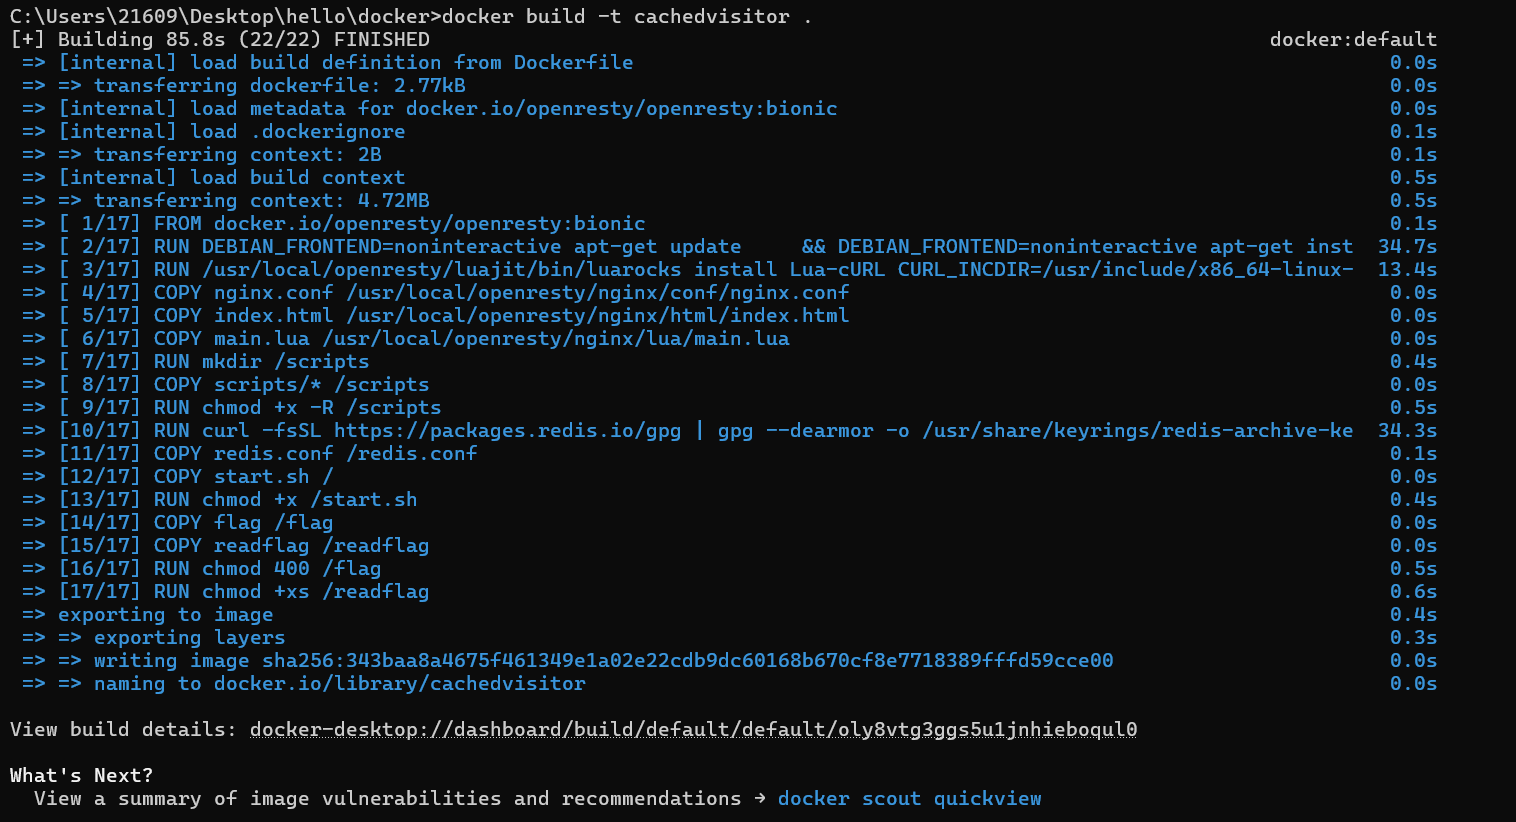 C:\Users\21609\Desktop\hello\docker>docker build -t cachedvisitor .
[+] Building 85.8s (22/22) FINISHED docker:default
=> [internal] load build definition from Dockerfile 0.0s
=> => transferring dockerfile: 2.77kB 0.0s
=> [internal] load metadata for docker.io/openresty/openresty:bionic 0.0s
=> [internal] load .dockerignore 0.1s
=> => transferring context: 2B 0.1s
=> [internal] load build context 0.5s
=> => transferring context: 4.72MB 0.5s
=> [ 1/17] FROM docker.io/openresty/openresty:bionic 0.1s
=> [ 2/17] RUN DEBIAN_FRONTEND=noninteractive apt-get update     && DEBIAN_FRONTEND=noninteractive apt-get inst 34.7s
=> [ 3/17] RUN /usr/local/openresty/luajit/bin/luarocks install Lua-cURL CURL_INCDIR=/usr/include/x86_64-linux- 13.4s
=> [ 4/17] COPY nginx.conf /usr/local/openresty/nginx/conf/nginx.conf 0.0s
=> [ 5/17] COPY index.html /usr/local/openresty/nginx/html/index.html 0.0s
=> [ 6/17] COPY main.lua /usr/local/openresty/nginx/lua/main.lua 0.0s
=> [ 7/17] RUN mkdir /scripts 0.4s
=> [ 8/17] COPY scripts/* /scripts 0.0s
=> [ 9/17] RUN chmod +x -R /scripts 0.5s
=> [10/17] RUN curl -fsSL https://packages.redis.io/gpg | gpg --dearmor -o /usr/share/keyrings/redis-archive-ke 34.3s
=> [11/17] COPY redis.conf /redis.conf 0.1s
=> [12/17] COPY start.sh / 0.0s
=> [13/17] RUN chmod +x /start.sh 0.4s
=> [14/17] COPY flag /flag 0.0s
=> [15/17] COPY readflag /readflag 0.0s
=> [16/17] RUN chmod 400 /flag 0.5s
=> [17/17] RUN chmod +xs /readflag 0.6s
=> exporting to image 0.4s
=> => exporting layers 0.3s
=> => writing image sha256:343baa8a4675f461349e1a02e22cdb9dc60168b670cf8e7718389fffd59cce00 0.0s
=> => naming to docker.io/library/cachedvisitor 0.0s
View build details: docker-desktop://dashboard/build/default/default/oly8vtg3ggs5u1jnhieboqul0
What's Next?
View a summary of image vulnerabilities and recommendations → docker scout quickview